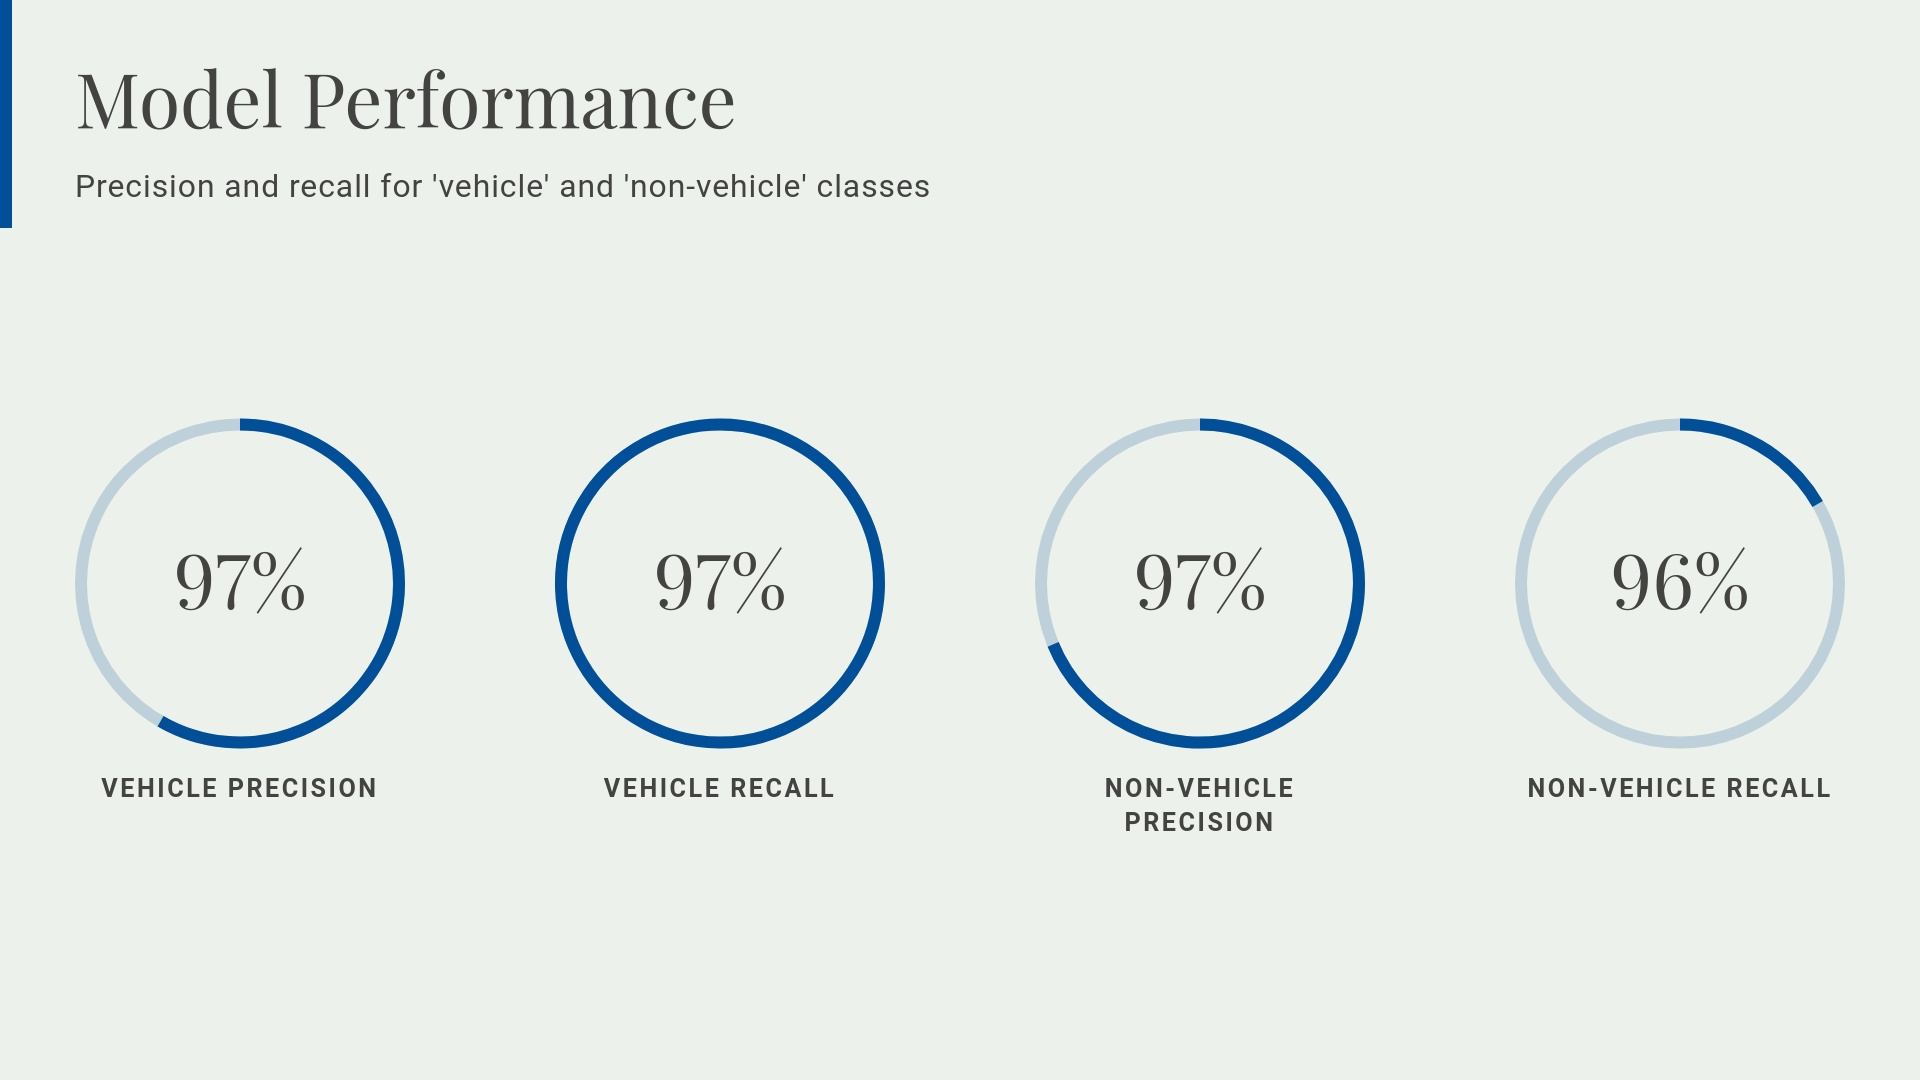 Model Performance
Precision and recall for 'vehicle' and 'non-vehicle' classes
97%
97%
97%
96%
VEHICLE PRECISION
VEHICLE RECALL
NON-VEHICLE
PRECISION
NON-VEHICLE RECALL